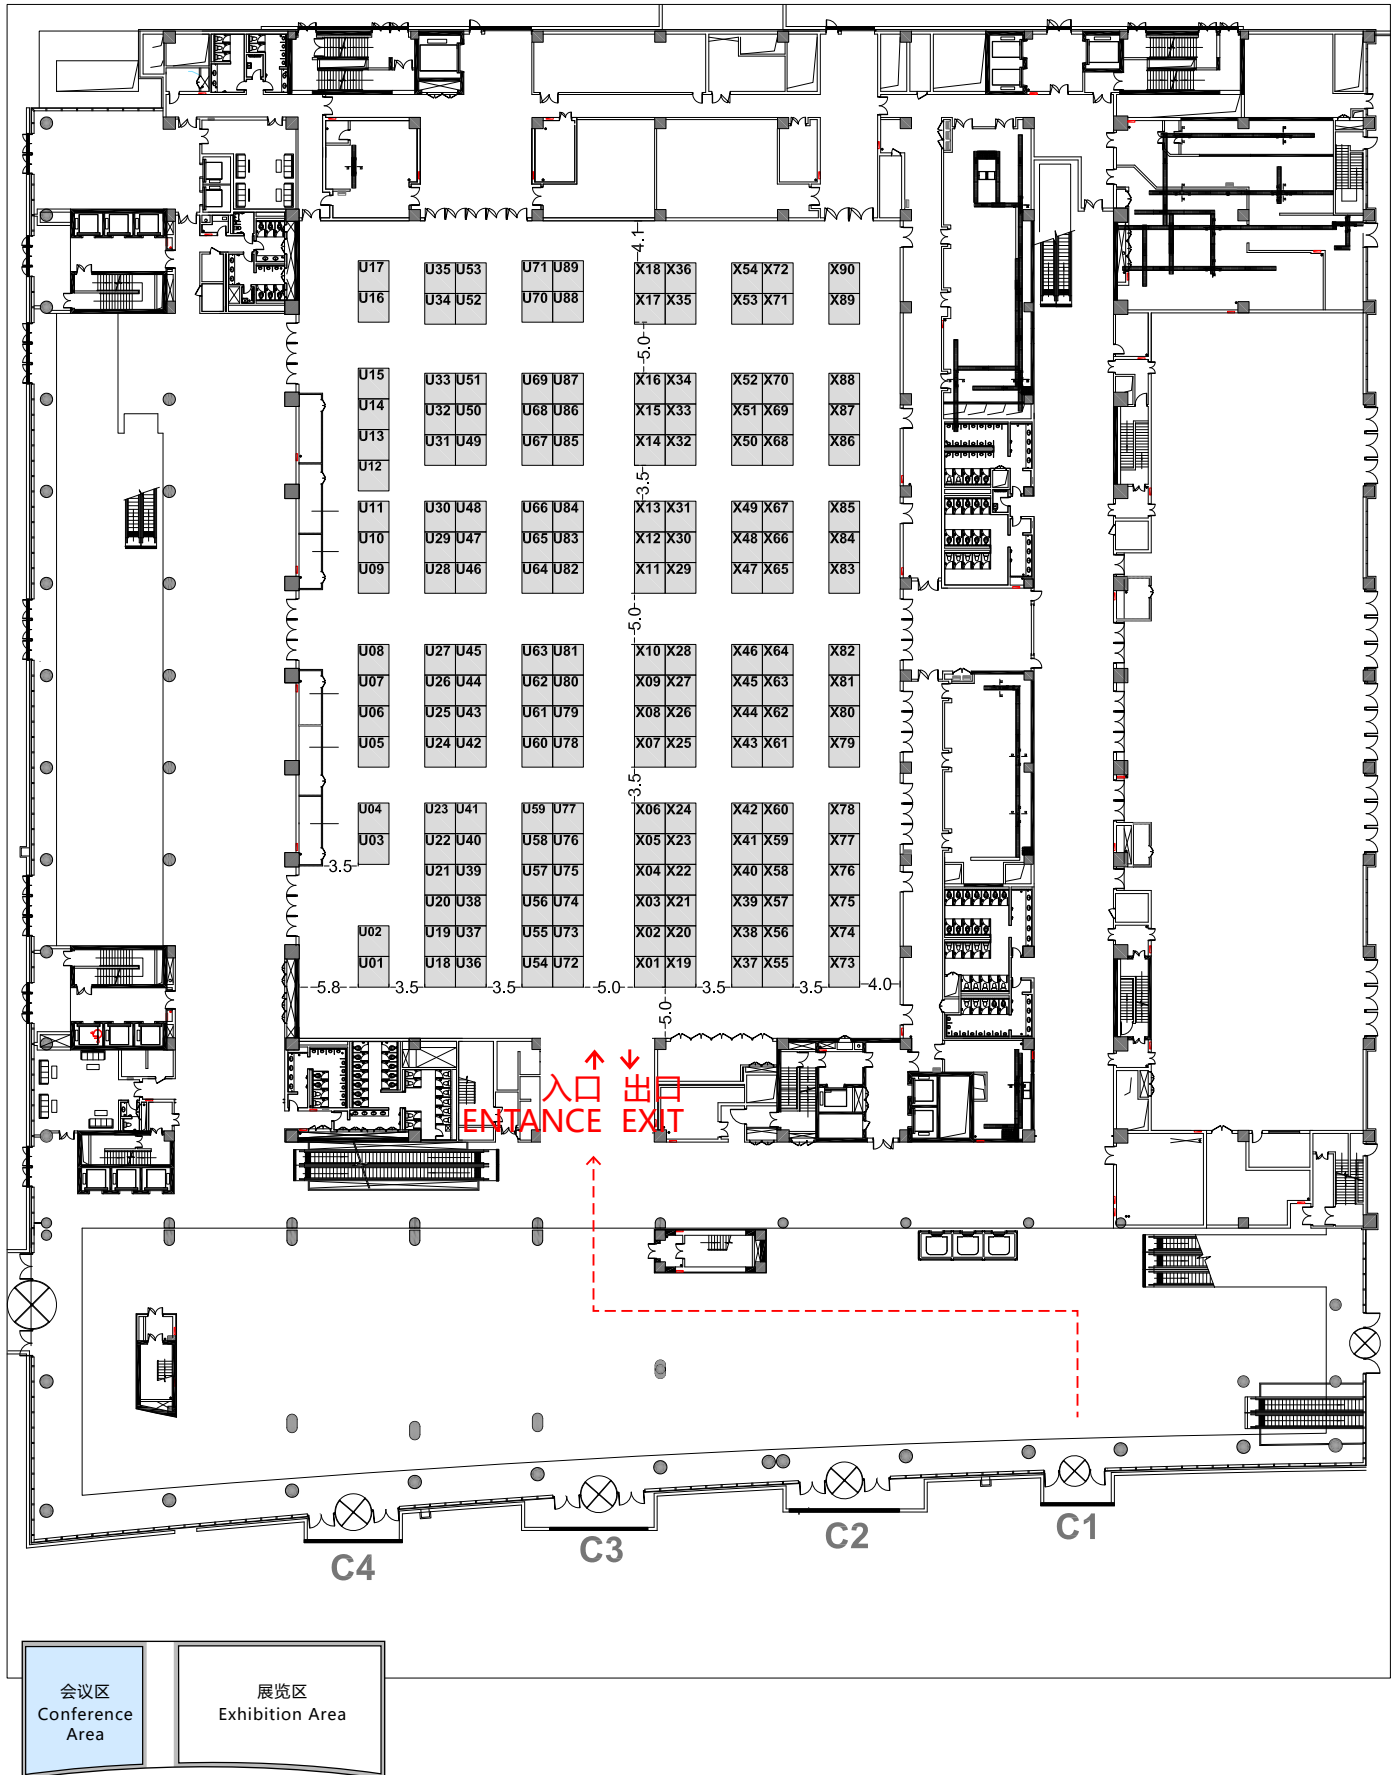 4.1
U17 U35 U53 U71 U89 X18 X36 X54 X72 X90
U16 U34 U52 U70 U88 X17 X35 X53 X71 X89
5.0
U15 U33 U51 U69 U87 X16 X34 X52 X70 X88
U14 U32 U50 U68 U86 X15 X33 X51 X69 X87
U13 U31 U49 U67 U85 X14 X32 X50 X68 X86
U12
3.5
U11 U30 U48 U66 U84 X13 X31 X49 X67 X85
U10 U29 U47 U65 U83 X12 X30 X48 X66 X84
U09 U28 U46 U64 U82 X11 X29 X47 X65 X83
5.0
U08 U27 U45 U63 U81 X10 X28 X46 X64 X82
U07 U26 U44 U62 U80 X09 X27 X45 X63 X81
U06 U25 U43 U61 U79 X08 X26 X44 X62 X80
U05 U24 U42 U60 U78 X07 X25 X43 X61 X79
3.5
U04 U23 U41 U59 U77 X06 X24 X42 X60 X78
U03 U22 U40 U58 U76 X05 X23 X41 X59 X77
3.5 U21 U39 U57 U75 X04 X22 X40 X58 X76
U20 U38 U56 U74 X03 X21 X39 X57 X75
U02 U19 U37 U55 U73 X02 X20 X38 X56 X74
U01 U18 U36 U54 U72 X01 X19 X37 X55 X73
5.8 3.5 3.5 5.0 3.5 3.5 4.0
5.0
入口 出口
ENTANCE EXIT
C1
C2
C3
C4
会议区
Conference
Area
展览区
Exhibition Area